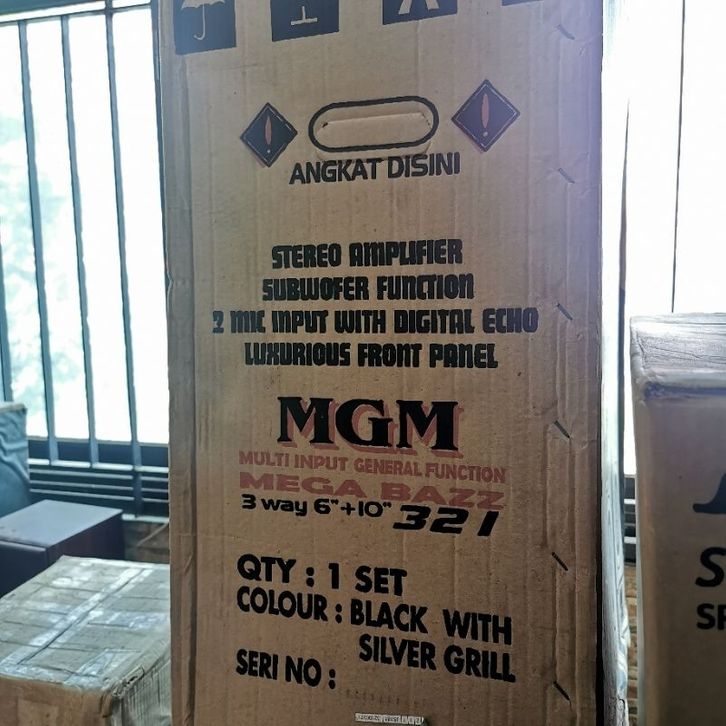 ANGKAT DISINI
STEREO AMPLIFIER
SUBWOFER FUNCTION
2 MIC INPUT WITH DIGITAL ECHO
LUXURIOUS FRONT PANEL
MGM
MULTI INPUT GENERAL FUNCTION
MEGA BAZZ
3 way 6"+10" 321
QTY : 1 SET
COLOUR : BLACK WITH
SILVER GRILL
SERI NO :